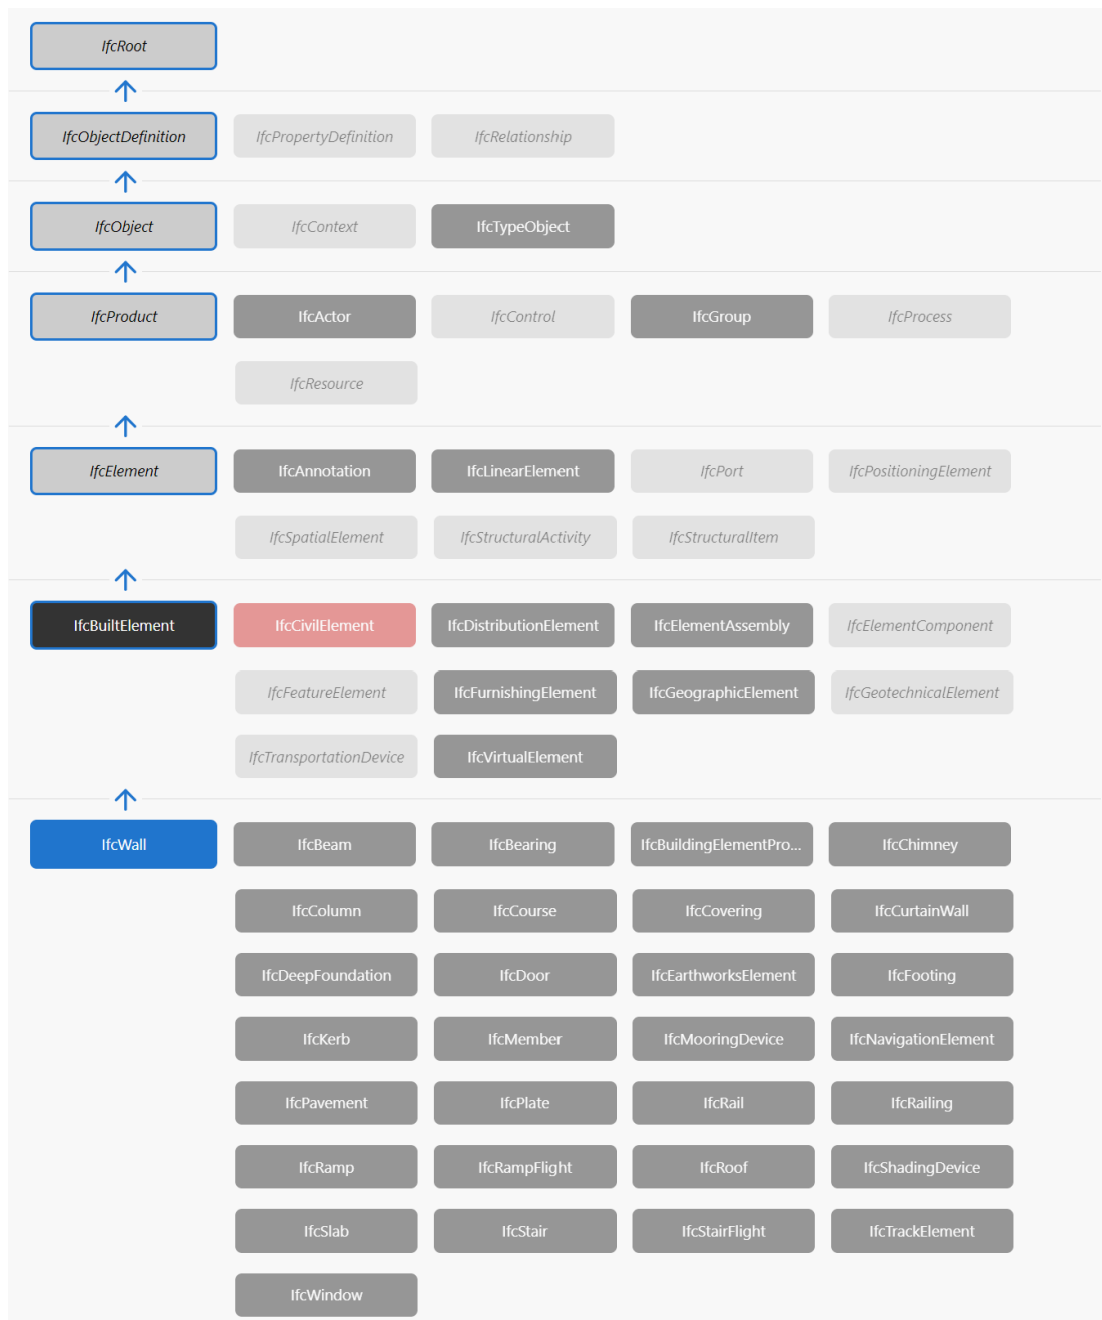 IfcRoot
IfcObjectDefinition IfcPropertyDefinition IfcRelationship
IfcObject IfcContext IfcTypeObject
IfcProduct IfcActor IfcControl IfcGroup IfcProcess
IfcResource
IfcElement IfcAnnotation IfcLinearElement IfcPort IfcPositioningElement
IfcSpatialElement IfcStructuralActivity IfcStructuralItem
IfcBuiltElement IfcCivilElement IfcDistributionElement IfcElementAssembly IfcElementComponent
IfcFeatureElement IfcFurnishingElement IfcGeographicElement IfcGeotechnicalElement
IfcTransportationDevice IfcVirtualElement
IfcWall IfcBeam IfcBearing IfcBuildingElementPro... IfcChimney
IfcColumn IfcCourse IfcCovering IfcCurtainWall
IfcDeepFoundation IfcDoor IfcEarthworksElement IfcFooting
IfcKerb IfcMember IfcMooringDevice IfcNavigationElement
IfcPavement IfcPlate IfcRail IfcRailing
IfcRamp IfcRampFlight IfcRoof IfcShadingDevice
IfcSlab IfcStair IfcStairFlight IfcTrackElement
IfcWindow